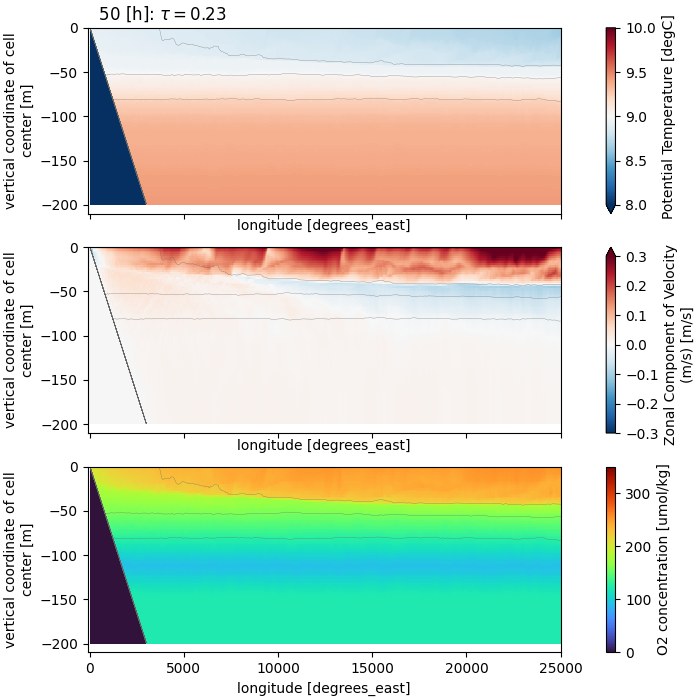 50 [h]: τ = 0.23
vertical coordinate of cell
center [m]
0
−50
−100
−150
−200
longitude [degrees_east]
10.0
9.5
9.0
8.5
8.0
Potential Temperature [degC]
vertical coordinate of cell
center [m]
0
−50
−100
−150
−200
longitude [degrees_east]
0.3
0.2
0.1
0.0
−0.1
−0.2
−0.3
Zonal Component of Velocity
(m/s) [m/s]
vertical coordinate of cell
center [m]
0
−50
−100
−150
−200
0
5000
10000
15000
20000
25000
longitude [degrees_east]
300
200
100
0
O2 concentration [umol/kg]